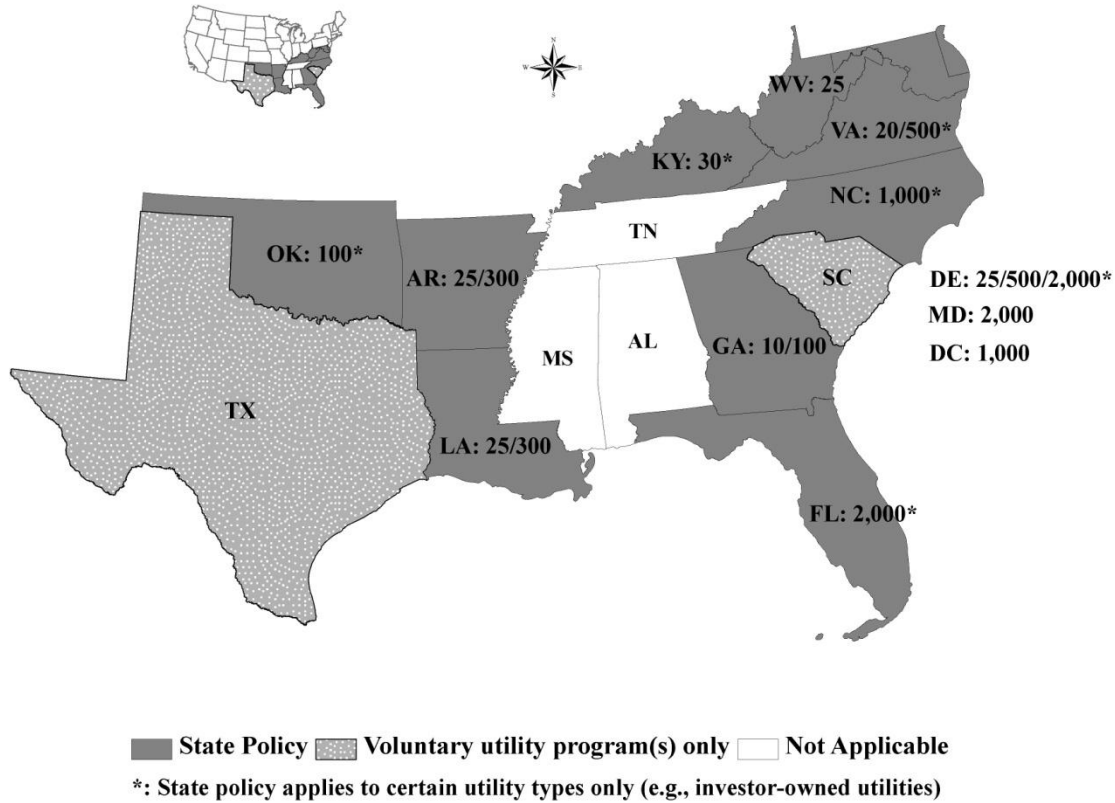 N
W E
S
WV: 25
VA: 20/500*
KY: 30*
NC: 1,000*
TN
OK: 100*
AR: 25/300
SC
DE: 25/500/2,000*
MD: 2,000
DC: 1,000
MS
AL
GA: 10/100
TX
LA: 25/300
FL: 2,000*
State Policy Voluntary utility program(s) only Not Applicable
*: State policy applies to certain utility types only (e.g., investor-owned utilities)